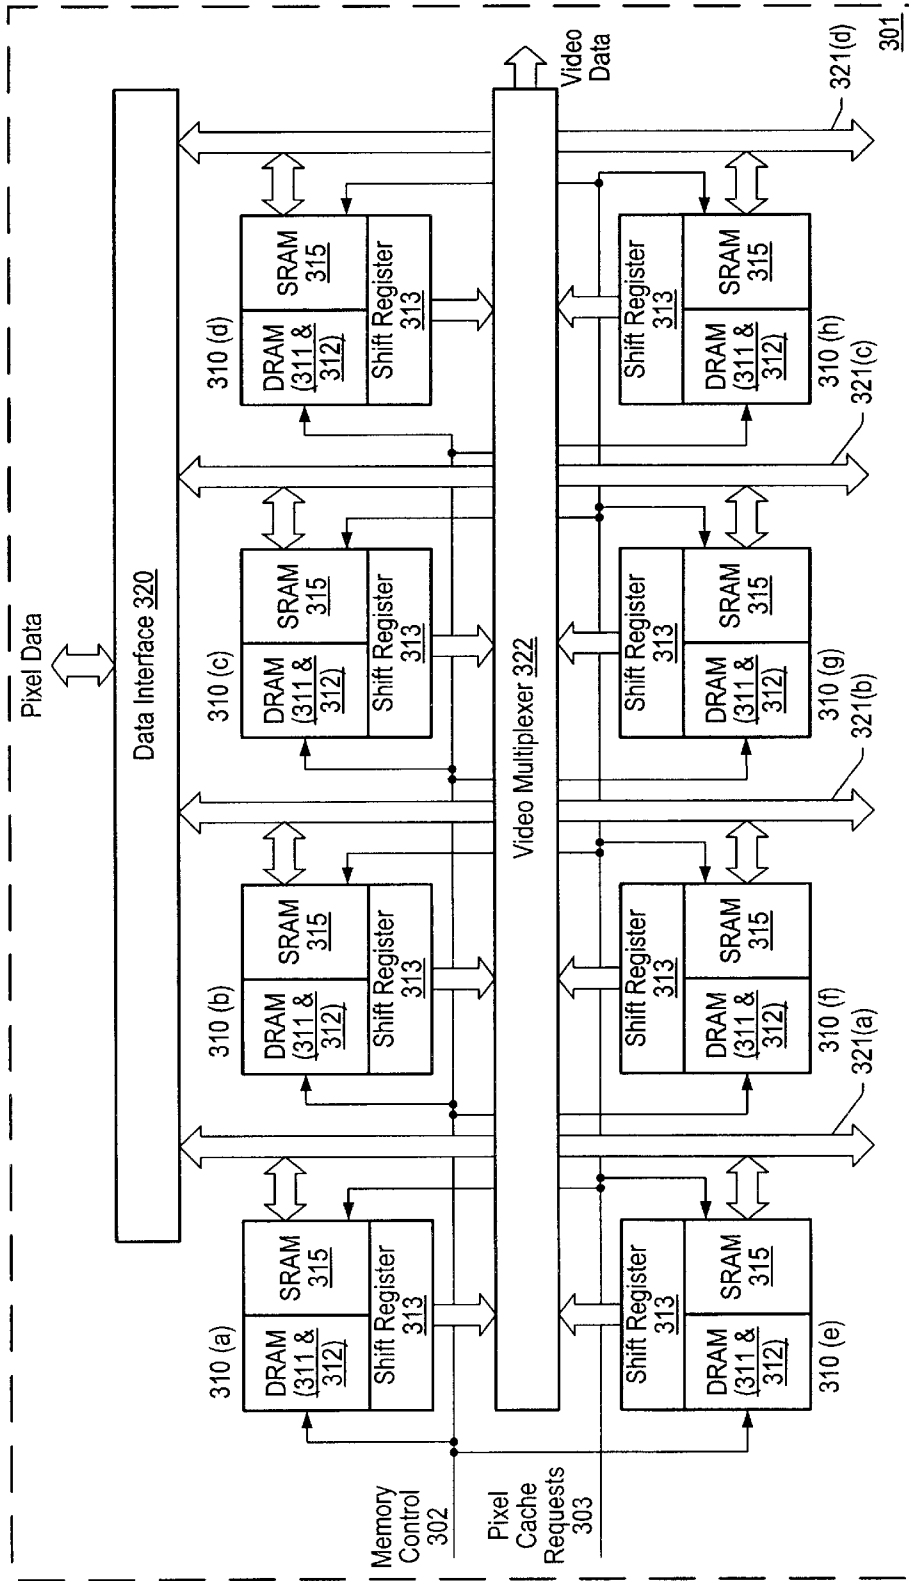 Pixel Data
Data Interface 320
310 (a)
DRAM
(311 &
312)
SRAM
315
Shift Register
313
310 (b)
DRAM
(311 &
312)
SRAM
315
Shift Register
313
310 (c)
DRAM
(311 &
312)
SRAM
315
Shift Register
313
310 (d)
DRAM
(311 &
312)
SRAM
315
Shift Register
313
Memory
Control
302
Video Multiplexer 322
Video
Data
Pixel
Cache
Requests
303
Shift Register
313
DRAM
(311 &
312)
SRAM
315
310 (e)
321(a)
Shift Register
313
DRAM
(311 &
312)
SRAM
315
310 (f)
321(b)
Shift Register
313
DRAM
(311 &
312)
SRAM
315
310 (g)
321(c)
Shift Register
313
DRAM
(311 &
312)
SRAM
315
310 (h)
321(d)
301